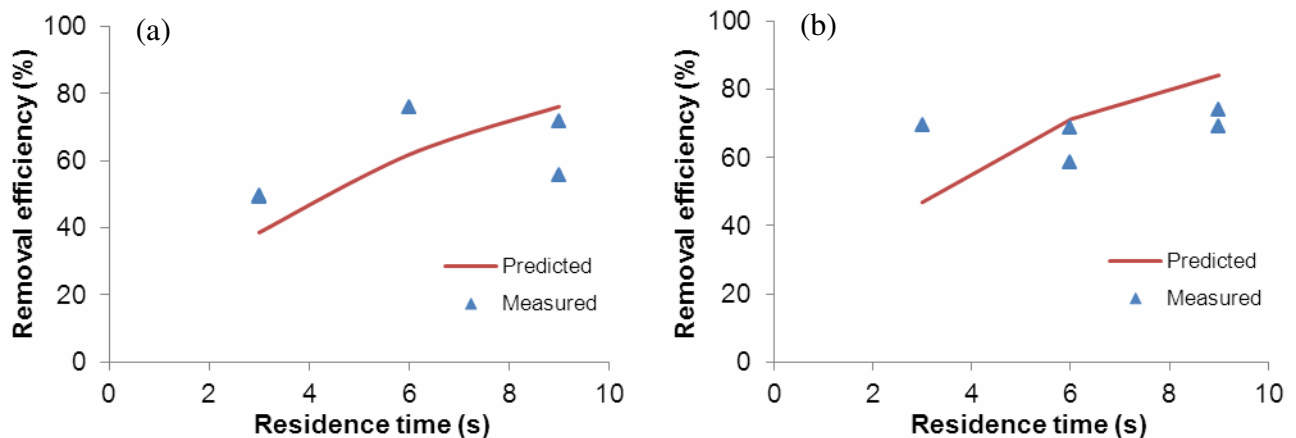 (a)
Removal efficiency (%)
100
80
60
40
20
0
0 2 4 6 8 10
Residence time (s)
Predicted
Measured
(b)
Removal efficiency (%)
100
80
60
40
20
0
0 2 4 6 8 10
Residence time (s)
Predicted
Measured